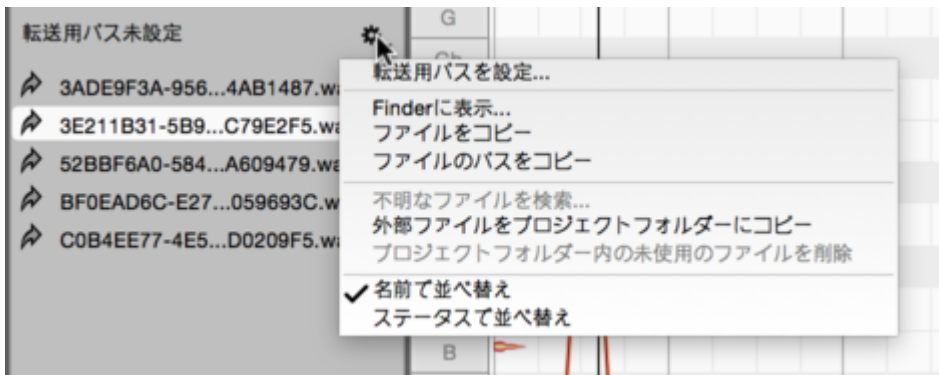 転送用パス未設定
G
Gb
転送用パスを設定...
3ADE9F3A-956...4AB1487.wa
Finderに表示...
3E211B31-5B9...C79E2F5.wa
ファイルをコピー
ファイルのパスをコピー
52BBF6A0-584...A609479.wa
不明なファイルを検索...
BF0EAD6C-E27...059693C.w
外部ファイルをプロジェクトフォルダーにコピー
C0B4EE77-4E5...D0209F5.wa
プロジェクトフォルダー内の未使用のファイルを削除
名前で並べ替え
ステータスで並べ替え
B